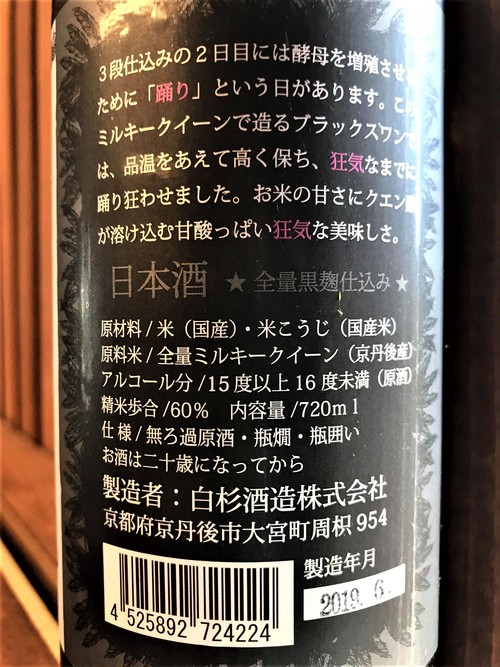 3段仕込みの2日目には酵母を増殖させ
ために「踊り」という日があります。この
ミルキークイーンで造るブラックスワンで
は、品温をあえて高く保ち、狂気なまでに
踊り狂わせました。お米の甘さにクエン
が溶け込む甘酸っぱい狂気な美味しさ。
日本酒 ★ 全量黒麹仕込み ★
原材料/米（国産）・米こうじ（国産米）
原料米/全量ミルキークイーン（京丹後産）
アルコール分/15度以上16度未満（原酒）
精米歩合/60% 内容量/720ml
仕様/無ろ過原酒・瓶燗・瓶囲い
お酒は二十歳になってから
製造者：白杉酒造株式会社
京都府京丹後市大宮町周枳954
製造年月
2019. 6.
4 525892 724224